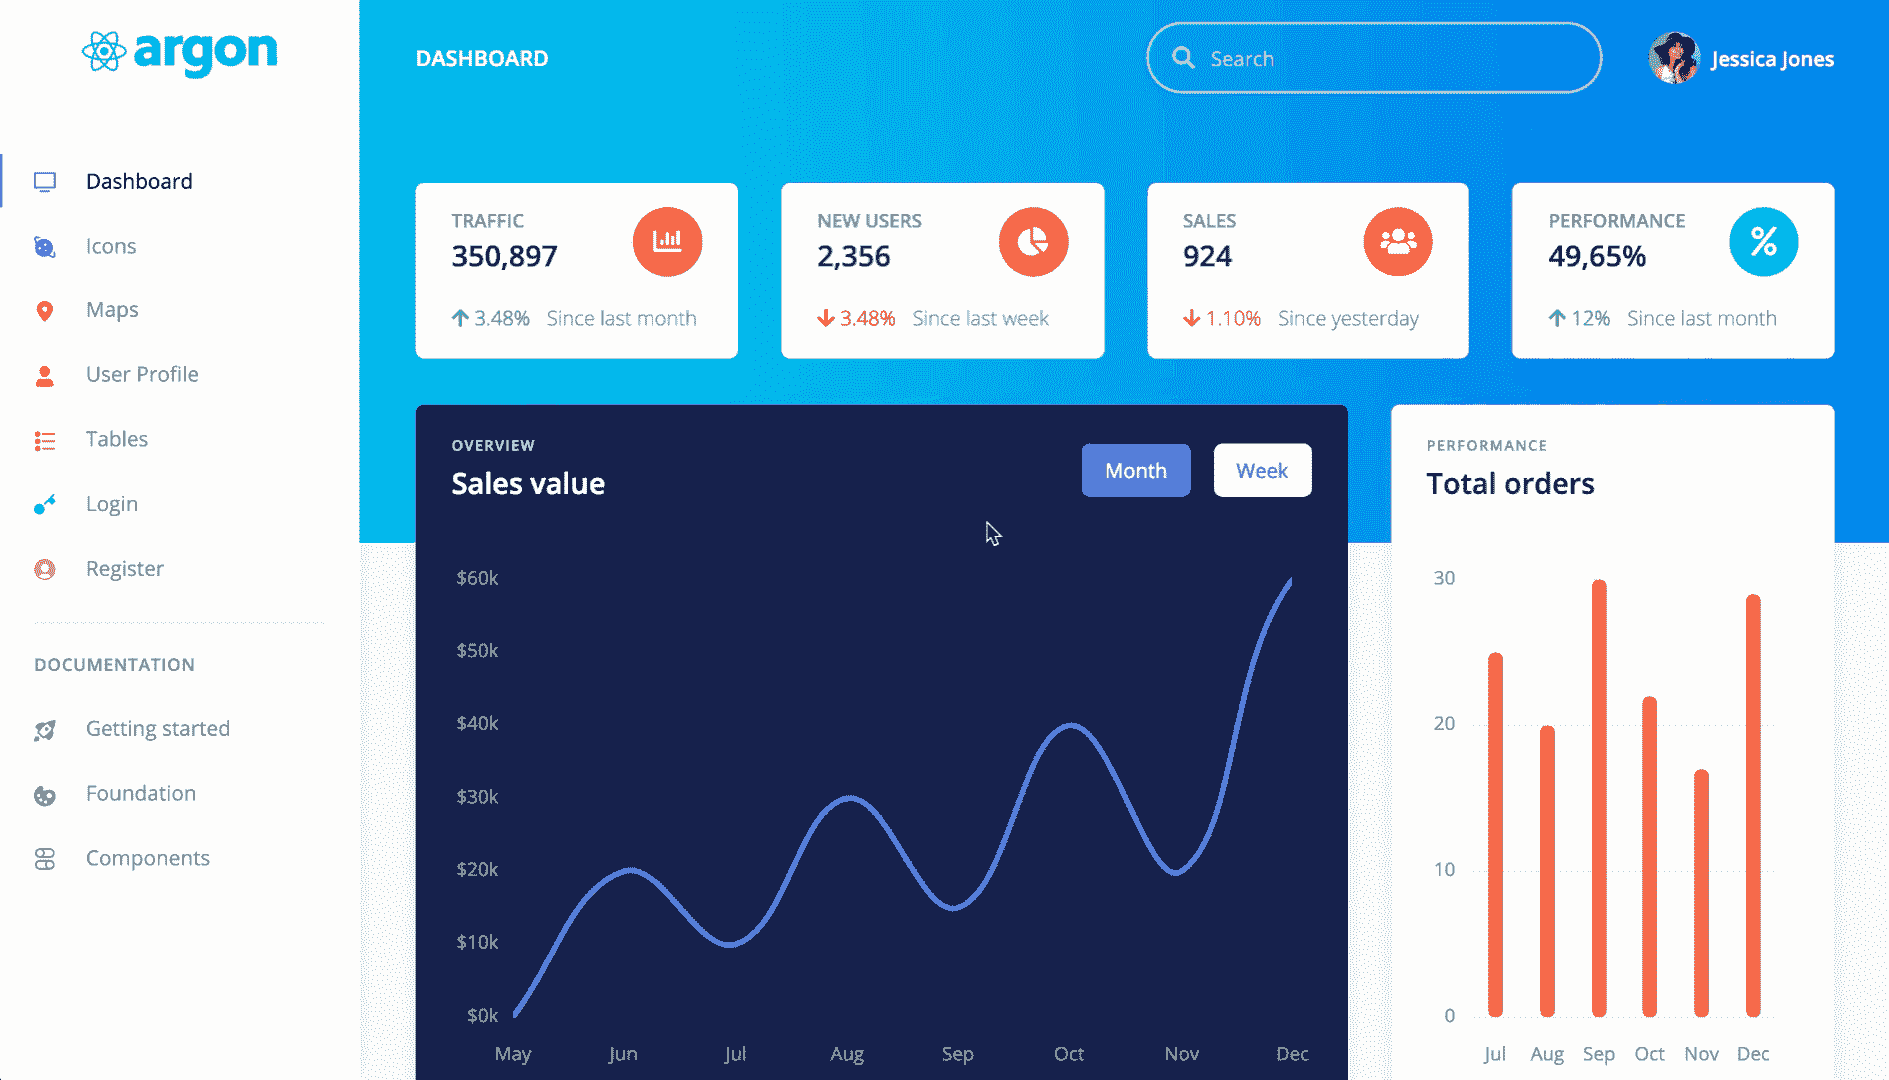 argon
Dashboard
Icons
Maps
User Profile
Tables
Login
Register
DOCUMENTATION
Getting started
Foundation
Components
DASHBOARD
Search
Jessica Jones
TRAFFIC
350,897
3.48% Since last month
NEW USERS
2,356
3.48% Since last week
SALES
924
1.10% Since yesterday
PERFORMANCE
49,65%
12% Since last month
OVERVIEW
Sales value
Month
Week
$60k
$50k
$40k
$30k
$20k
$10k
$0k
May Jun Jul Aug Sep Oct Nov Dec
PERFORMANCE
Total orders
30
20
10
0
Jul Aug Sep Oct Nov Dec